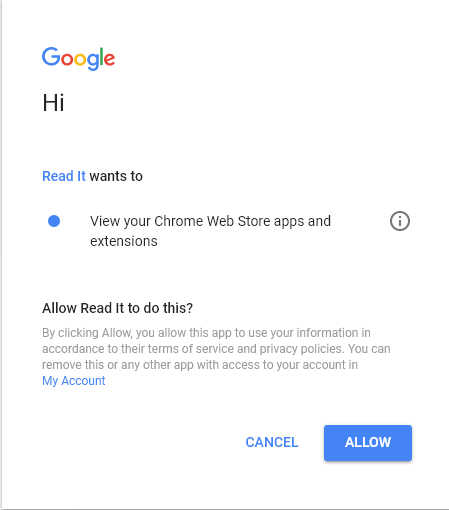 Google
Hi
Read It wants to
View your Chrome Web Store apps and
extensions
Allow Read It to do this?
By clicking Allow, you allow this app to use your information in
accordance to their terms of service and privacy policies. You can
remove this or any other app with access to your account in
My Account
CANCEL ALLOW